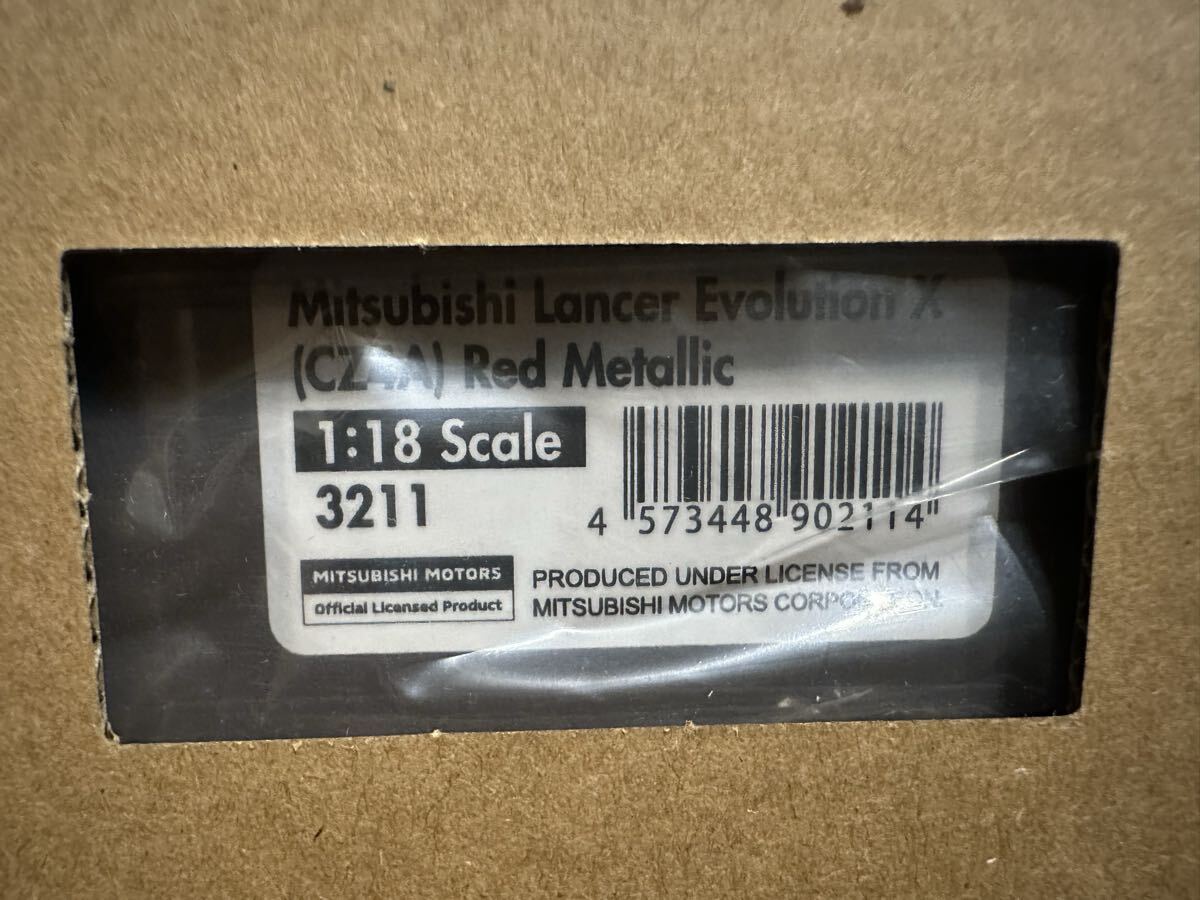 Mitsubishi Lancer Evolution X
(CZ4A) Red Metallic
1:18 Scale
3211
4 573448 902114
MITSUBISHI MOTORS
Official Licensed Product
PRODUCED UNDER LICENSE FROM
MITSUBISHI MOTORS CORPORATION.